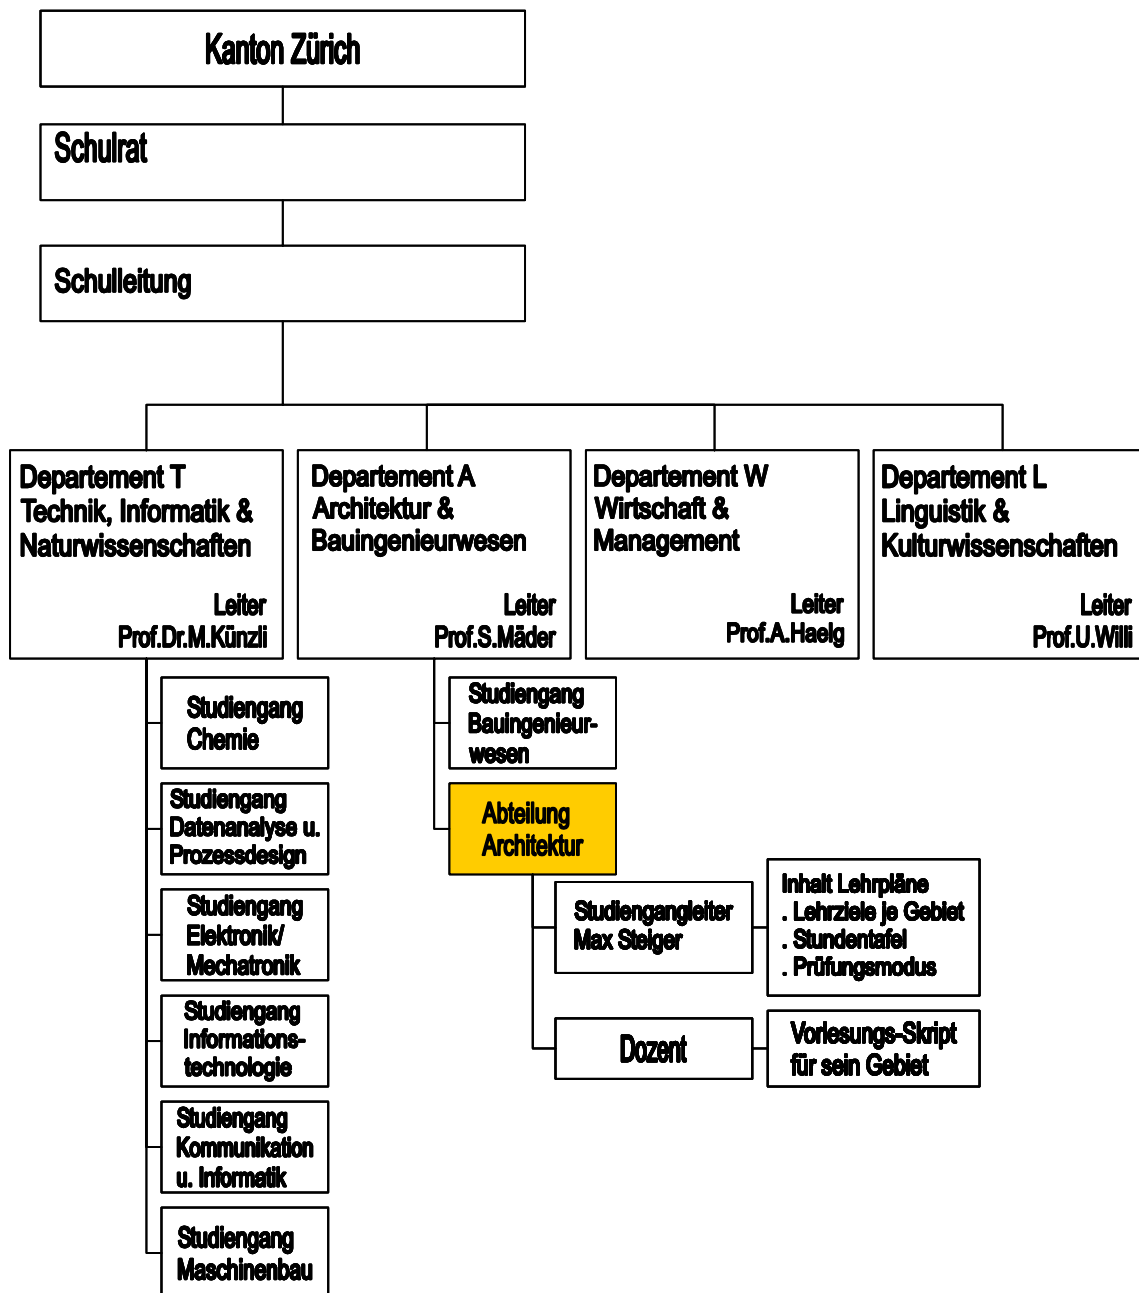 Kanton Zürich
Schulrat
Schulleitung
Departement T
Technik, Informatik &
Naturwissenschaften
Leiter
Prof.Dr.M.Künzli
Departement A
Architektur &
Bauingenieurwesen
Leiter
Prof.S.Mäder
Departement W
Wirtschaft &
Management
Leiter
Prof.A.Haelg
Departement L
Linguistik &
Kulturwissenschaften
Leiter
Prof.U.Willi
Studiengang
Chemie
Studiengang
Datenanalyse u.
Prozessdesign
Studiengang
Elektronik/
Mechatronik
Studiengang
Informations-
technologie
Studiengang
Kommunikation
u. Informatik
Studiengang
Maschinenbau
Studiengang
Bauingenieur-
wesen
Abteilung
Architektur
Studiengangleiter
Max Steiger
Inhalt Lehrpläne
. Lehrziele je Gebiet
. Stundentafel
. Prüfungsmodus
Dozent
Vorlesungs-Skript
für sein Gebiet